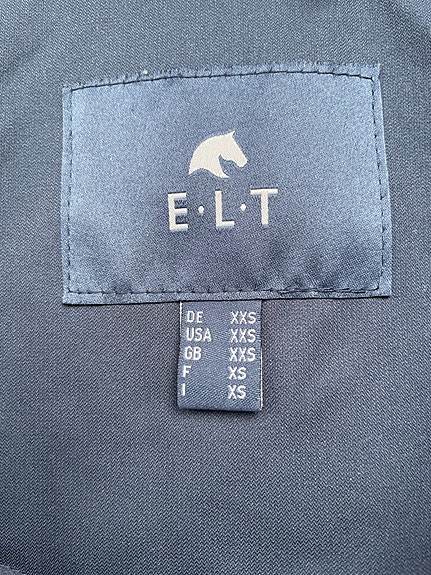 E·L·T
DE XXS
USA XXS
GB XXS
F XS
I XS